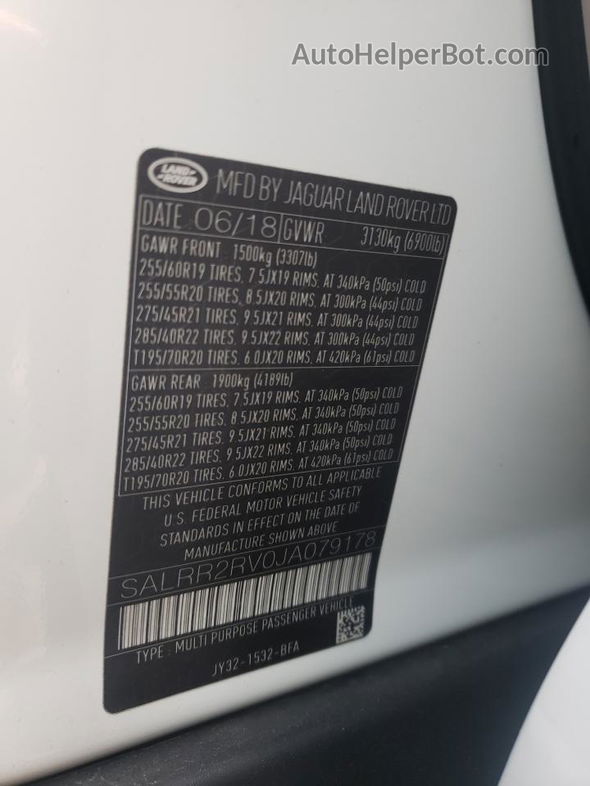 AutoHelperBot.com
LAND
ROVER
MFD BY JAGUAR LAND ROVER LTD
DATE 06/18 GVWR 3130kg (6900lb)
GAWR FRONT 1500kg (3307lb)
255/60R19 TIRES, 7.5JX19 RIMS, AT 340kPa (50psi) COLD
255/55R20 TIRES, 8.5JX20 RIMS, AT 300kPa (44psi) COLD
275/45R21 TIRES, 9.5JX21 RIMS, AT 300kPa (44psi) COLD
285/40R22 TIRES, 9.5JX22 RIMS, AT 300kPa (44psi) COLD
T195/70R20 TIRES, 6.0JX20 RIMS, AT 420kPa (61psi) COLD
GAWR REAR 1900kg (4189lb)
255/60R19 TIRES, 7.5JX19 RIMS, AT 340kPa (50psi) COLD
255/55R20 TIRES, 8.5JX20 RIMS, AT 340kPa (50psi) COLD
275/45R21 TIRES, 9.5JX21 RIMS, AT 340kPa (50psi) COLD
285/40R22 TIRES, 9.5JX22 RIMS, AT 340kPa (50psi) COLD
T195/70R20 TIRES, 6.0JX20 RIMS, AT 420kPa (61psi) COLD
THIS VEHICLE CONFORMS TO ALL APPLICABLE
U.S. FEDERAL MOTOR VEHICLE SAFETY
STANDARDS IN EFFECT ON THE DATE OF
MANUFACTURE SHOWN ABOVE
SALRR2RV0JA079178
TYPE : MULTI PURPOSE PASSENGER VEHICLE
JY32-1532-BFA